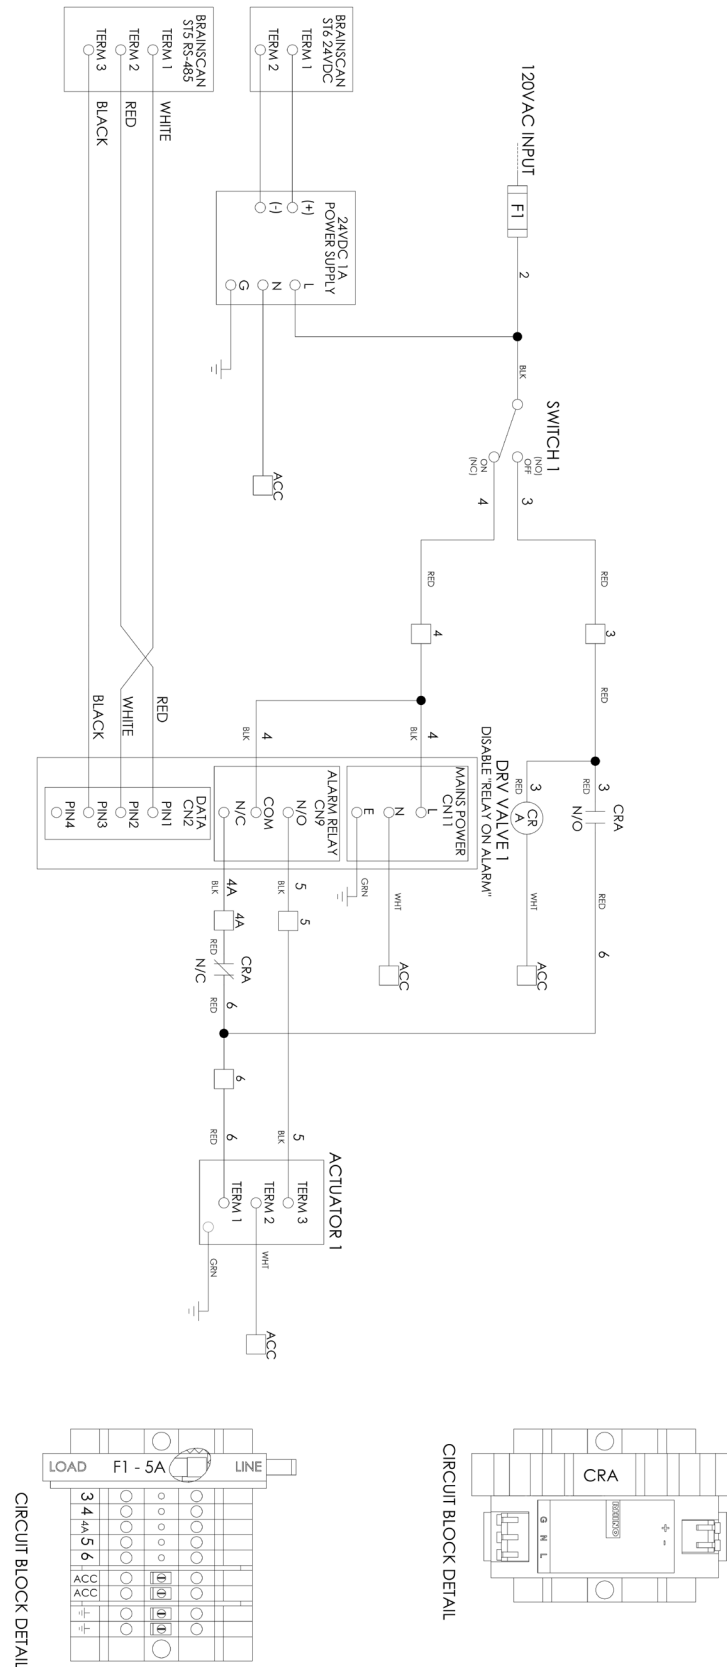 BRAINSCAN
ST5 RS-485
TERM 1
TERM 2
TERM 3
WHITE
RED
BLACK
BRAINSCAN
ST6 24VDC
TERM 1
TERM 2
24VDC 1A
POWER SUPPLY
(+)
(-)
L
N
G
120VAC INPUT
F1
2
BLK
SWITCH 1
(NO)
OFF
ON
(NC)
3
4
ACC
RED
RED
3
4
RED
RED
WHITE
BLACK
4
BLK
4
BLK
3
RED
3
RED
CRA
N/O
CR
A
RED
6
WHT
ACC
DRV VALVE 1
DISABLE "RELAY ON ALARM"
MAINS POWER
CN11
L
N
E
ALARM RELAY
CN9
N/O
COM
N/C
DATA
CN2
PIN1
PIN2
PIN3
PIN4
GRN
WHT
ACC
5
BLK
5
4A
BLK
4A
RED
CRA
N/C
6
RED
6
6
RED
5
BLK
ACTUATOR 1
TERM 3
TERM 2
TERM 1
WHT
GRN
ACC
LOAD
F1 - 5A
LINE
3
4
4A
5
6
ACC
ACC
CIRCUIT BLOCK DETAIL
CRA
G N L
+ -
CIRCUIT BLOCK DETAIL